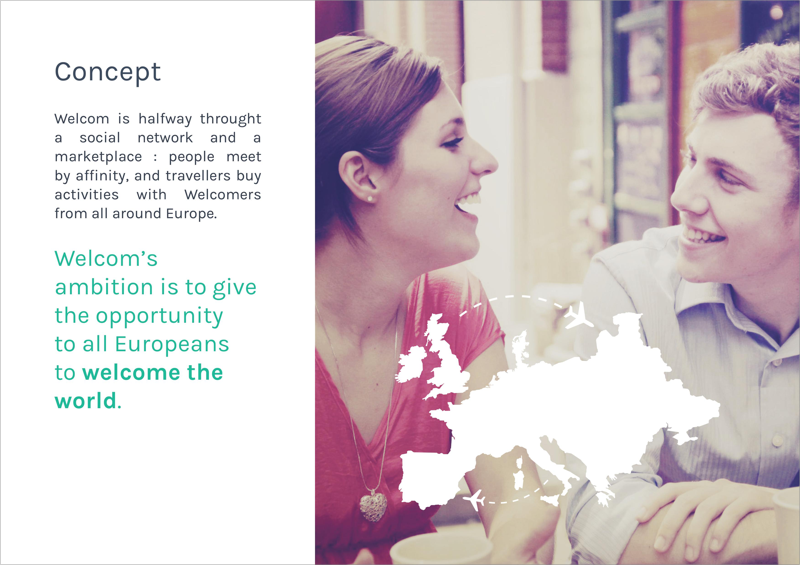 Concept
Welcom is halfway throught
a social network and a
marketplace : people meet
by affinity, and travellers buy
activities with Welcomers
from all around Europe.
Welcom’s
ambition is to give
the opportunity
to all Europeans
to welcome the
world.